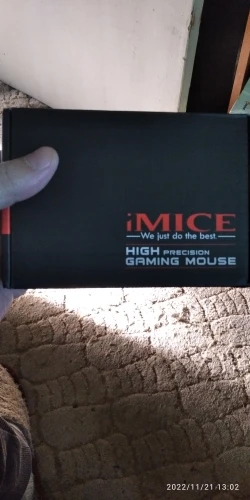 iMICE
We just do the best
HIGH PRECISION
GAMING MOUSE
2022/11/21 13:02